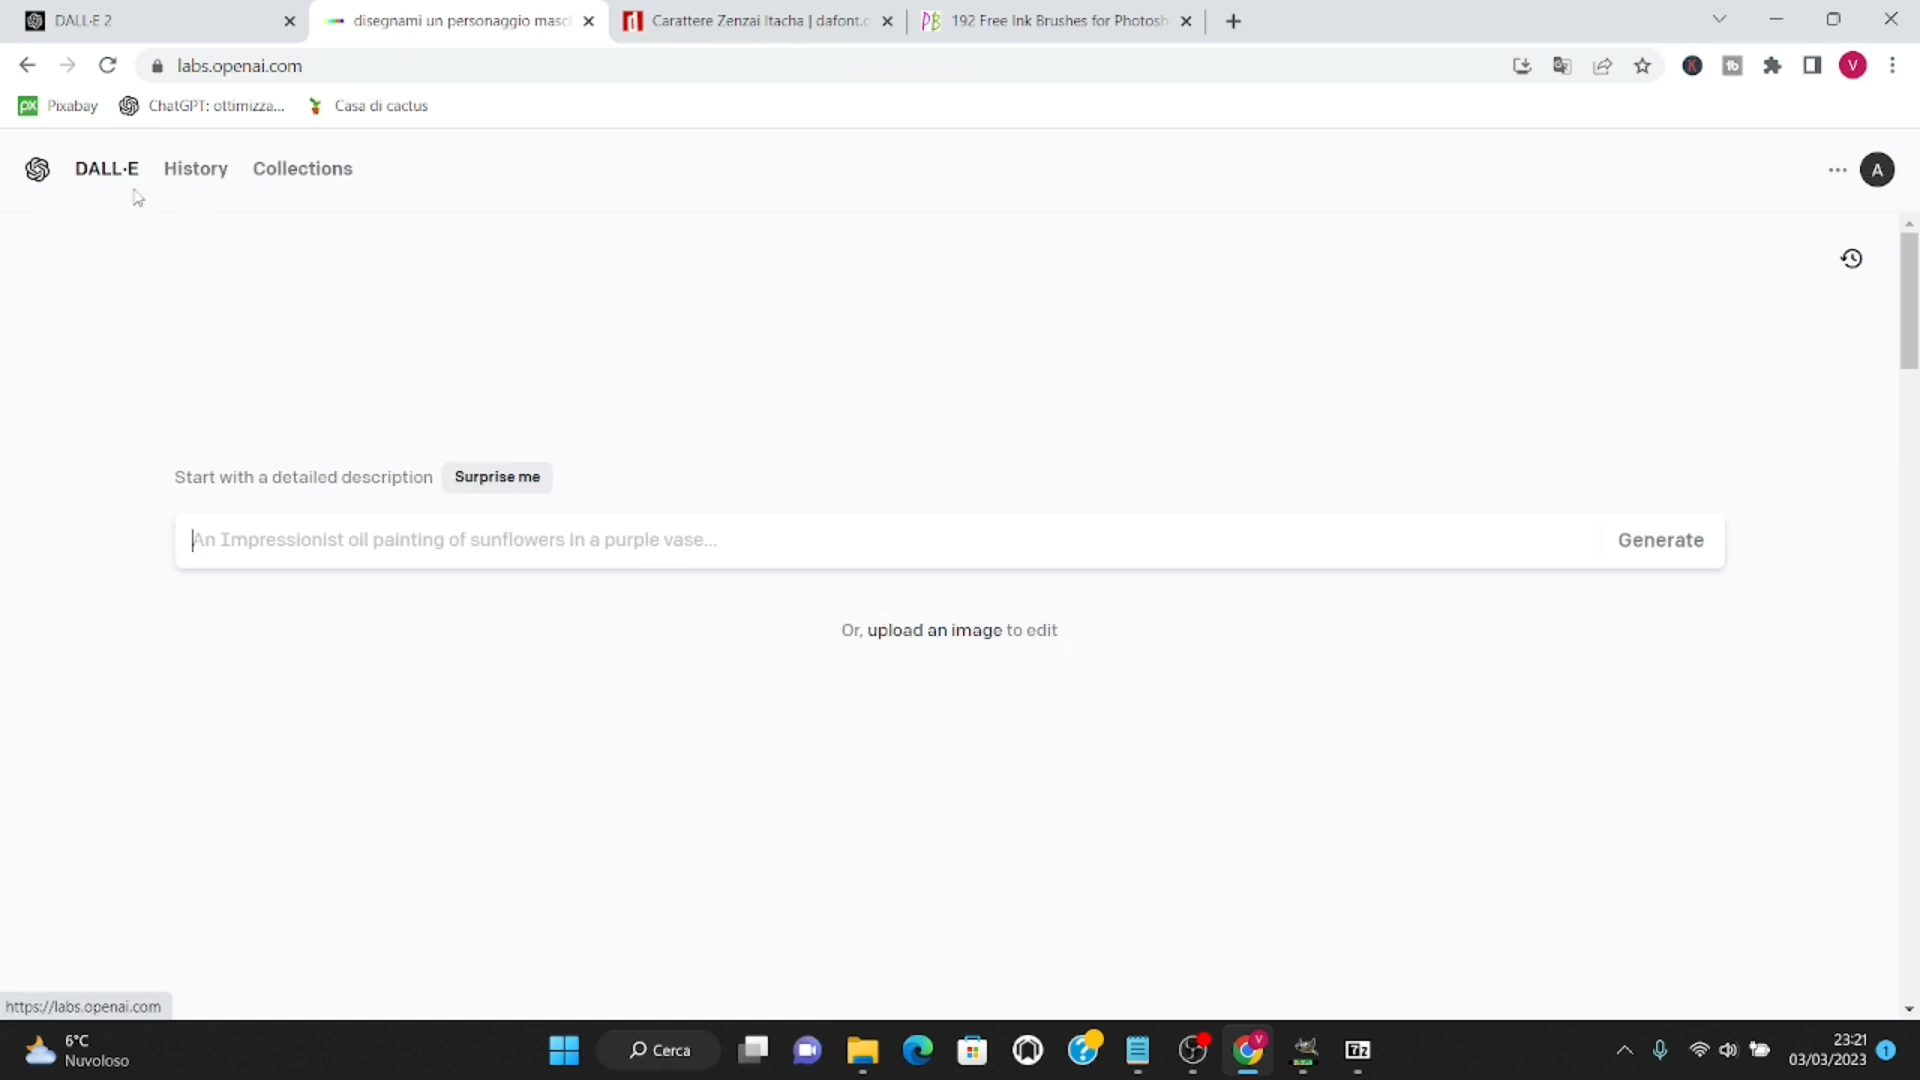 DALL·E 2
disegnami un personaggio masc
Carattere Zenzai Itacha | dafont.c
192 Free Ink Brushes for Photosh
labs.openai.com
Pixabay
ChatGPT: ottimizza...
Casa di cactus
DALL·E
History
Collections
A
V
Start with a detailed description
Surprise me
An Impressionist oil painting of sunflowers in a purple vase...
Generate
Or, upload an image to edit
https://labs.openai.com
6°C
Nuvoloso
Cerca
23:21
03/03/2023
1